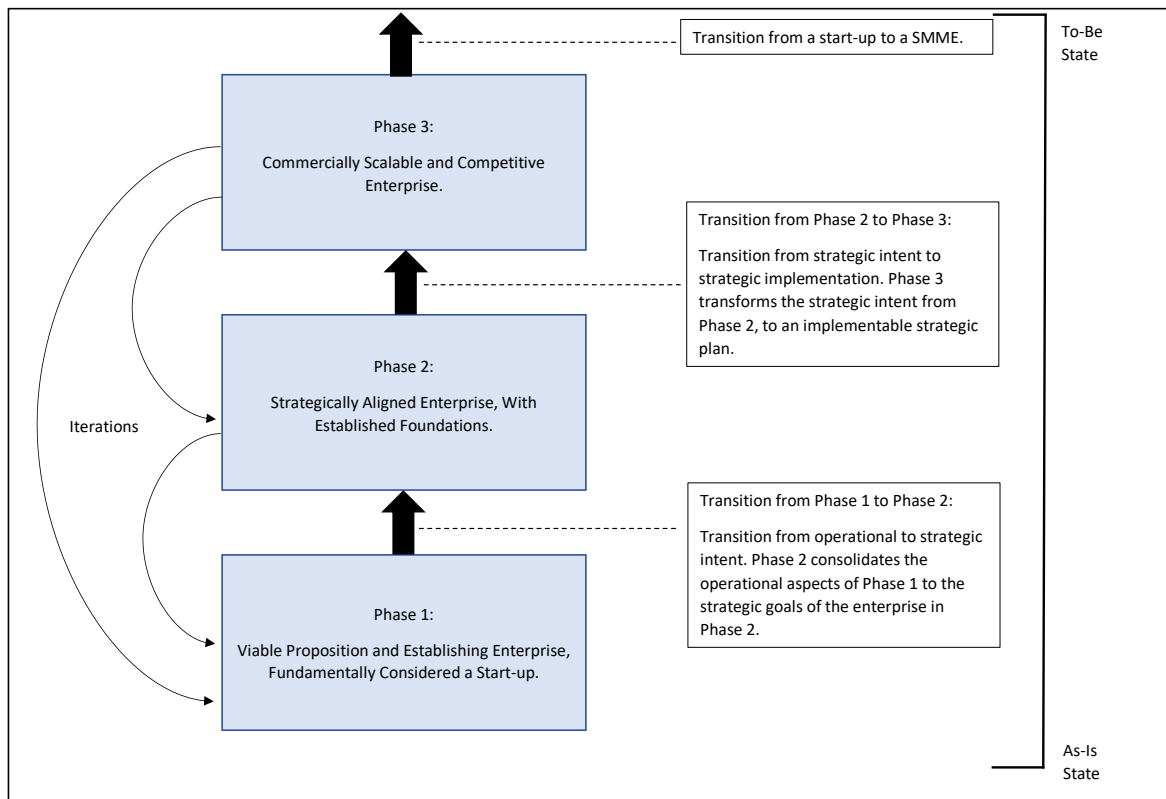 Transition from a start-up to a SMME.
To-Be
State
Phase 3:
Commercially Scalable and Competitive
Enterprise.
Transition from Phase 2 to Phase 3:
Transition from strategic intent to
strategic implementation. Phase 3
transforms the strategic intent from
Phase 2, to an implementable strategic
plan.
Phase 2:
Strategically Aligned Enterprise, With
Established Foundations.
Iterations
Transition from Phase 1 to Phase 2:
Transition from operational to strategic
intent. Phase 2 consolidates the
operational aspects of Phase 1 to the
strategic goals of the enterprise in
Phase 2.
Phase 1:
Viable Proposition and Establishing Enterprise,
Fundamentally Considered a Start-up.
As-Is
State